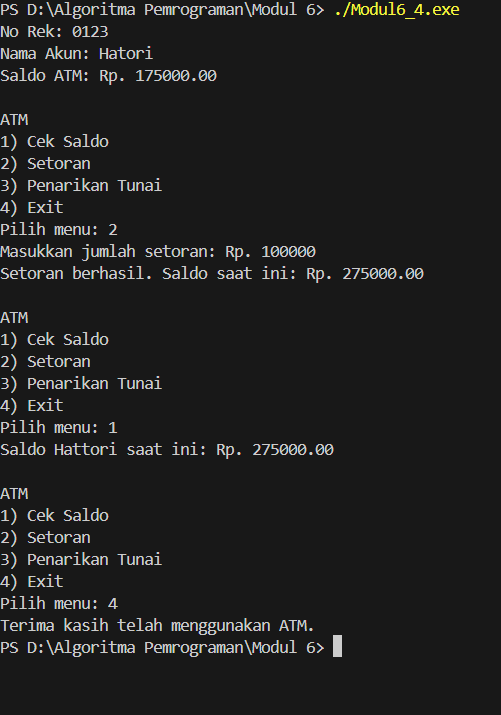 PS D:\Algoritma Pemrograman\Modul 6> ./Modul6_4.exe
No Rek: 0123
Nama Akun: Hatori
Saldo ATM: Rp. 175000.00
ATM
1) Cek Saldo
2) Setoran
3) Penarikan Tunai
4) Exit
Pilih menu: 2
Masukkan jumlah setoran: Rp. 100000
Setoran berhasil. Saldo saat ini: Rp. 275000.00
ATM
1) Cek Saldo
2) Setoran
3) Penarikan Tunai
4) Exit
Pilih menu: 1
Saldo Hattori saat ini: Rp. 275000.00
ATM
1) Cek Saldo
2) Setoran
3) Penarikan Tunai
4) Exit
Pilih menu: 4
Terima kasih telah menggunakan ATM.
PS D:\Algoritma Pemrograman\Modul 6>